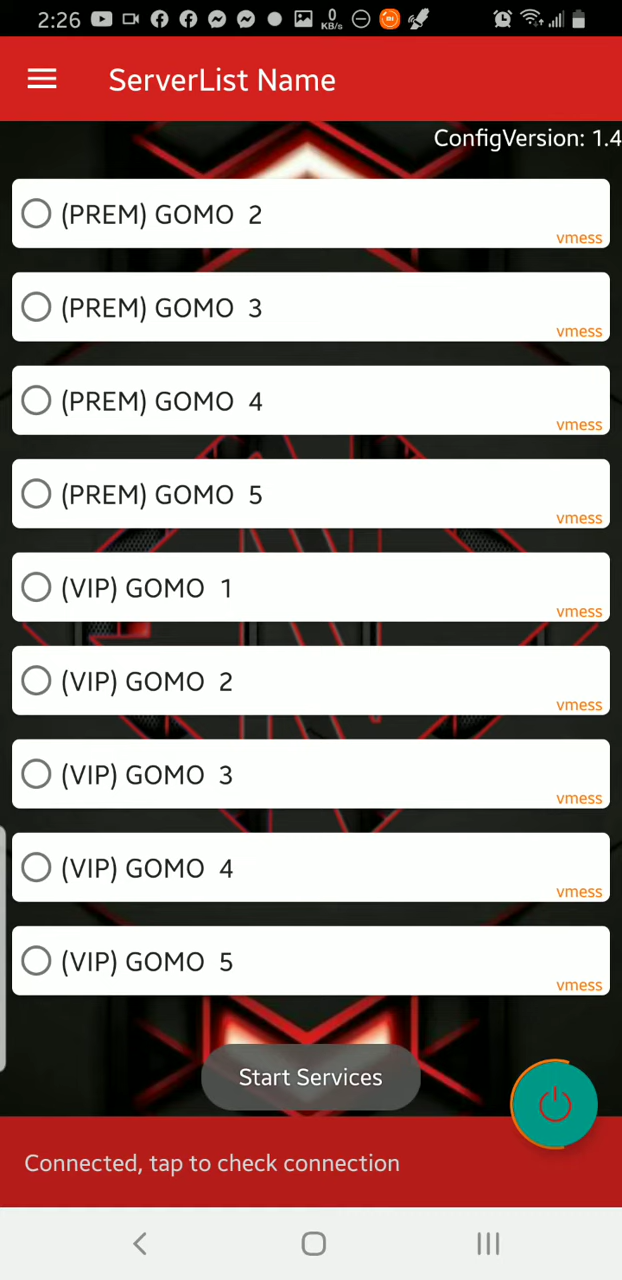 2:26
0
KB/s
ServerList Name
ConfigVersion: 1.4
(PREM) GOMO 2
vmess
(PREM) GOMO 3
vmess
(PREM) GOMO 4
vmess
(PREM) GOMO 5
vmess
(VIP) GOMO 1
vmess
(VIP) GOMO 2
vmess
(VIP) GOMO 3
vmess
(VIP) GOMO 4
vmess
(VIP) GOMO 5
vmess
Start Services
Connected, tap to check connection